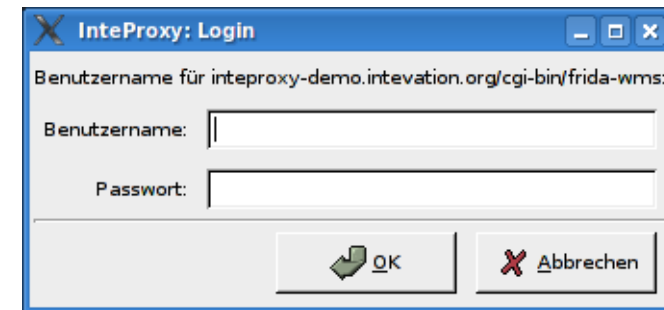 InteProxy: Login
Benutzername für inteproxy-demo.intevation.org/cgi-bin/frida-wms:
Benutzername:
Passwort:
OK Abbrechen